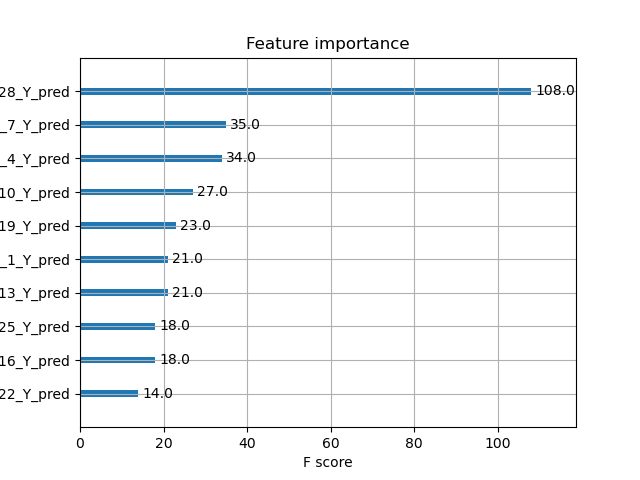 Feature importance
28_Y_pred 108.0
_7_Y_pred 35.0
_4_Y_pred 34.0
10_Y_pred 27.0
19_Y_pred 23.0
_1_Y_pred 21.0
13_Y_pred 21.0
25_Y_pred 18.0
16_Y_pred 18.0
22_Y_pred 14.0
0 20 40 60 80 100
F score